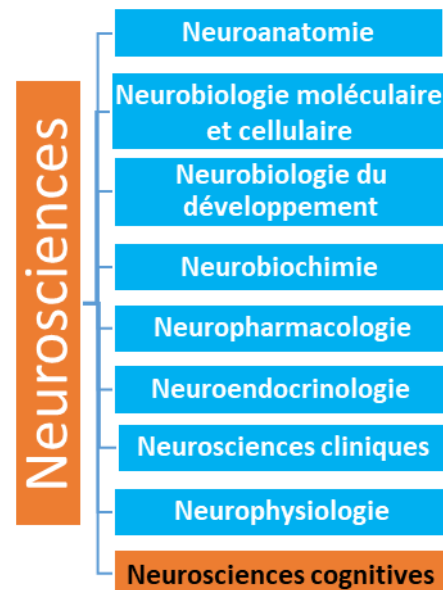 Neurosciences
Neuroanatomie
Neurobiologie moléculaire
et cellulaire
Neurobiologie du
développement
Neurobiochimie
Neuropharmacologie
Neuroendocrinologie
Neurosciences cliniques
Neurophysiologie
Neurosciences cognitives